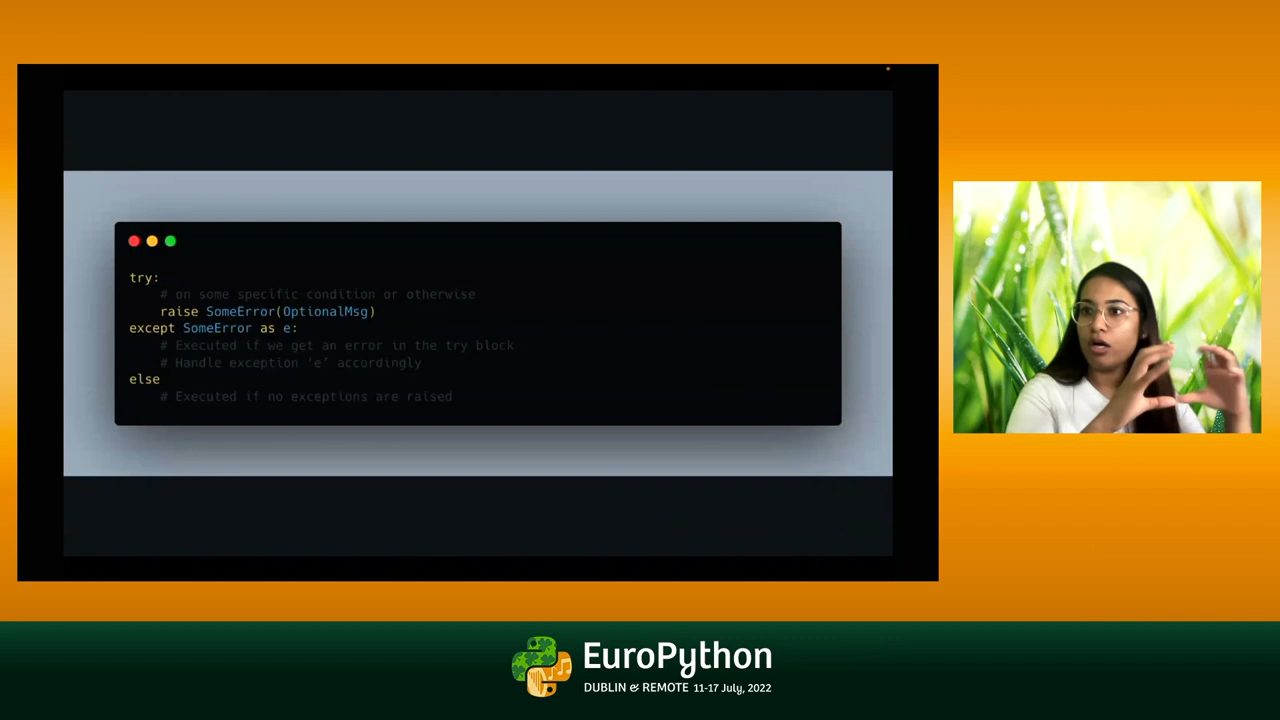 try:
# on some specific condition or otherwise
raise SomeError(OptionalMsg)
except SomeError as e:
# Executed if we get an error in the try block
# Handle exception 'e' accordingly
else
# Executed if no exceptions are raised
EuroPython
DUBLIN & REMOTE 11-17 July, 2022